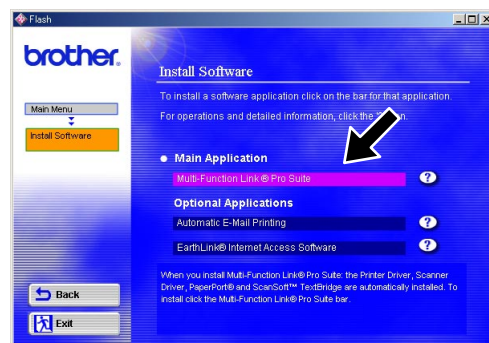 Flash
brother.
Install Software
To install a software application click on the bar for that application.
For operations and detailed information, click the
Main Menu
Install Software
Main Application
Multi-Function Link® Pro Suite
?
Optional Applications
Automatic E-Mail Printing
?
EarthLink® Internet Access Software
?
When you install Multi-Function Link® Pro Suite: the Printer Driver, Scanner
Driver, PaperPort® and ScanSoft™ TextBridge are automatically installed. To
install click the Multi-Function Link® Pro Suite bar.
Back
Exit